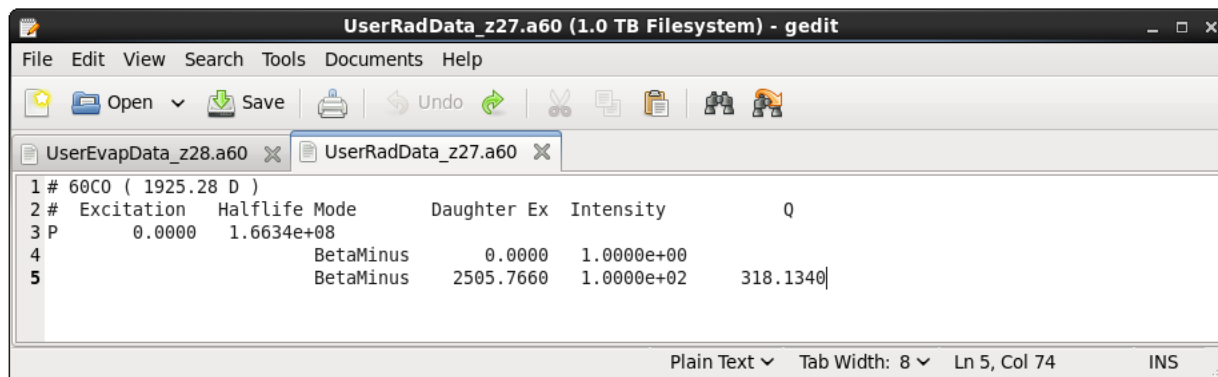 UserRadData_z27.a60 (1.0 TB Filesystem) - gedit
File Edit View Search Tools Documents Help
Open Save Undo
UserEvapData_z28.a60 UserRadData_z27.a60
1 # 60CO ( 1925.28 D )
2 # Excitation Halflife Mode Daughter Ex Intensity Q
3 P 0.0000 1.6634e+08
4 BetaMinus 0.0000 1.0000e+00
5 BetaMinus 2505.7660 1.0000e+02 318.1340
Plain Text Tab Width: 8 Ln 5, Col 74 INS